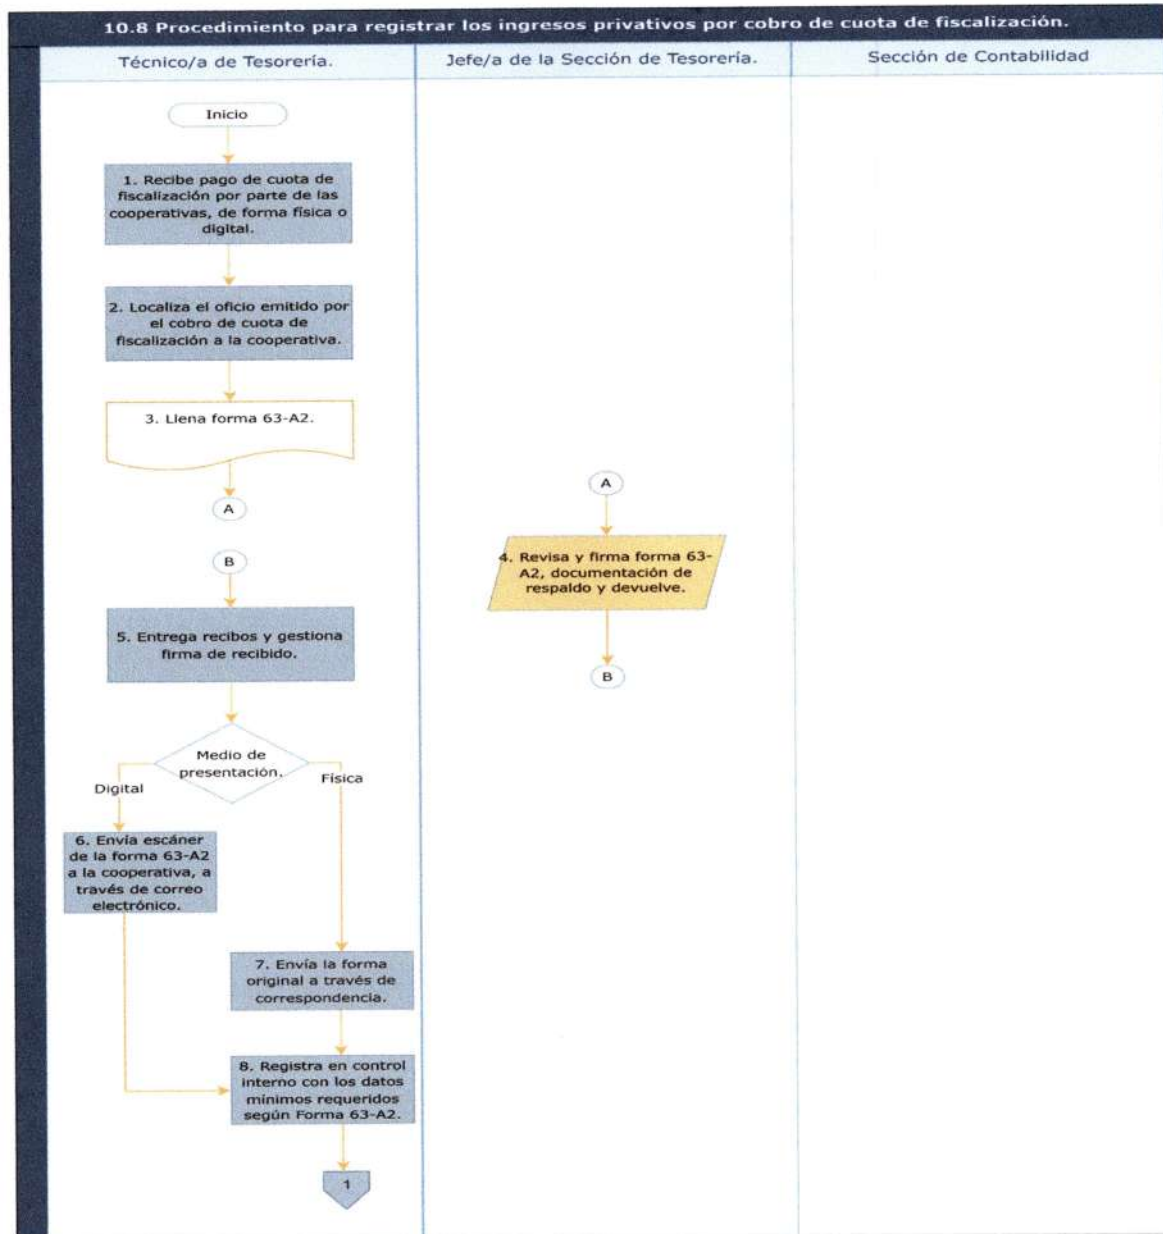 10.8 Procedimiento para registrar los ingresos privativos por cobro de cuota de fiscalización.
Técnico/a de Tesorería.
Jefe/a de la Sección de Tesorería.
Sección de Contabilidad
Inicio
1. Recibe pago de cuota de
fiscalización por parte de las
cooperativas, de forma física o
digital.
2. Localiza el oficio emitido por
el cobro de cuota de
fiscalización a la cooperativa.
3. Llena forma 63-A2.
A
A
4. Revisa y firma forma 63-
A2, documentación de
respaldo y devuelve.
B
B
5. Entrega recibos y gestiona
firma de recibido.
Medio de
presentación.
Digital
Física
6. Envía escáner
de la forma 63-A2
a la cooperativa, a
través de correo
electrónico.
7. Envía la forma
original a través de
correspondencia.
8. Registra en control
interno con los datos
mínimos requeridos
según Forma 63-A2.
1